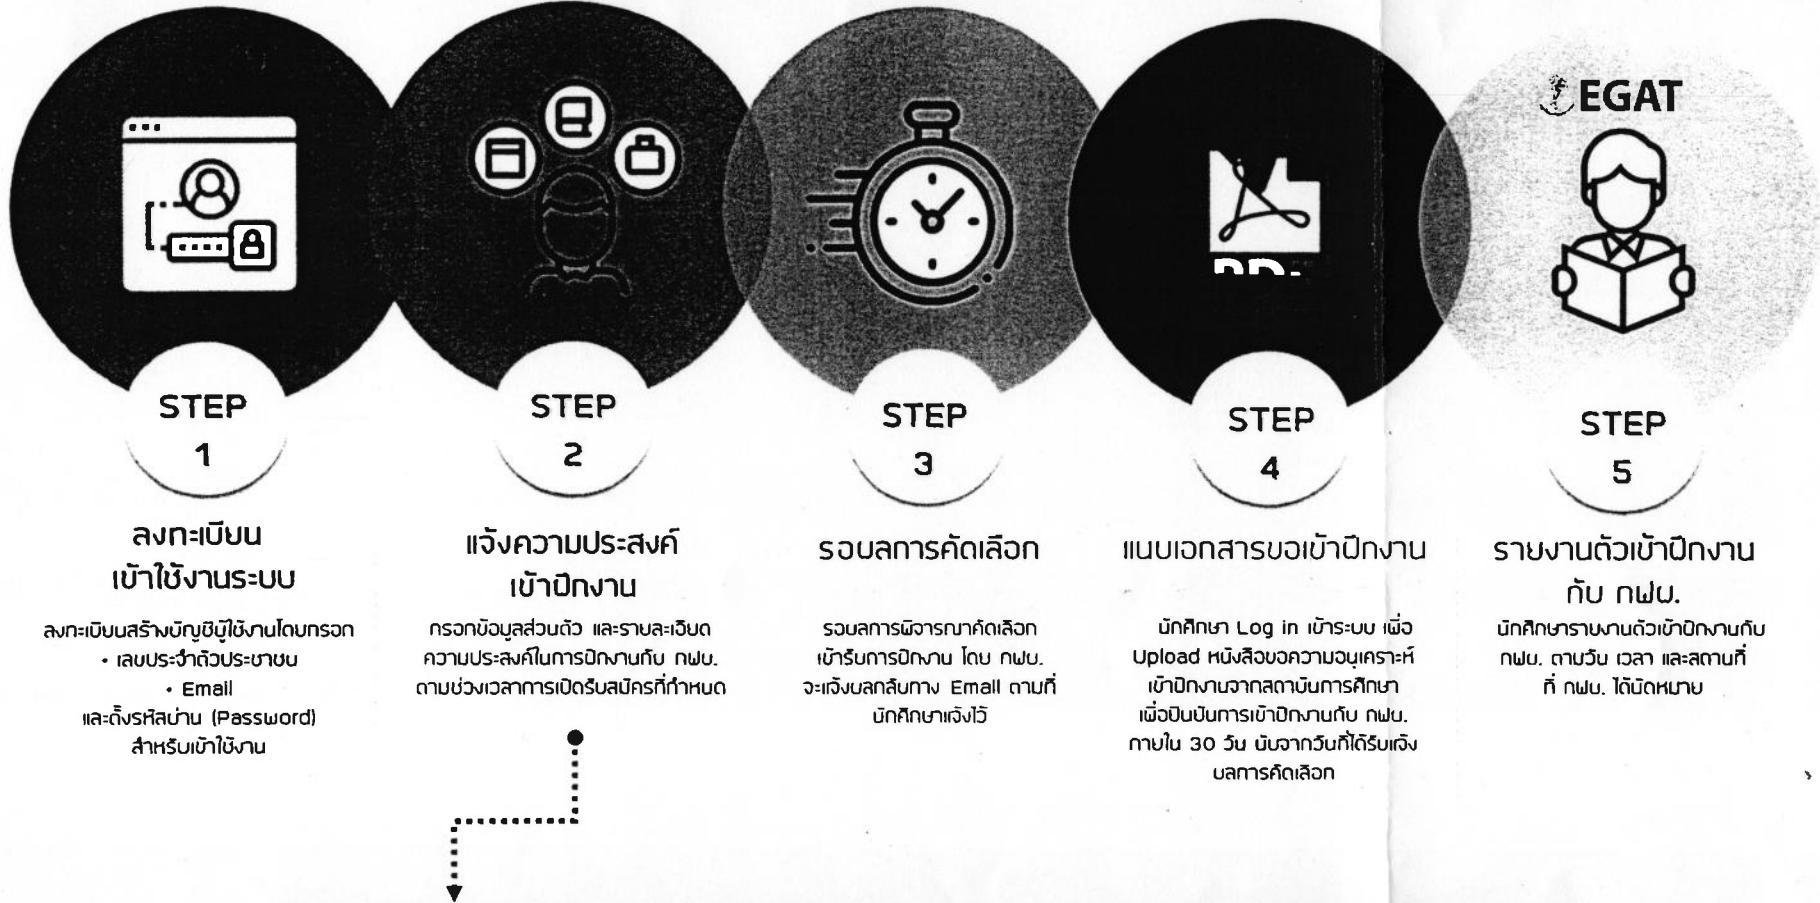 EGAT
STEP
1
ลงทะเบียน
เข้าใช้งานระบบ
ลงทะเบียนสร้างบัญชีผู้ใช้งานโดยกรอก
• เลขประจำตัวประชาชน
• Email
และตั้งรหัสผ่าน (Password)
สำหรับเข้าใช้งาน
STEP
2
แจ้งความประสงค์
เข้าฝึกงาน
กรอกข้อมูลส่วนตัว และรายละเอียด
ความประสงค์ในการฝึกงานกับ กฟผ.
ตามช่วงเวลาการเปิดรับสมัครที่กำหนด
STEP
3
รอผลการคัดเลือก
รอผลการพิจารณาคัดเลือก
เข้ารับการฝึกงาน โดย กฟผ.
จะแจ้งผลกลับทาง Email ตามที่
นักศึกษาแจ้งไว้
STEP
4
แนบเอกสารขอเข้าฝึกงาน
นักศึกษา Log in เข้าระบบ เพื่อ
Upload หนังสือขอความอนุเคราะห์
เข้าฝึกงานจากสถาบันการศึกษา
เพื่อยืนยันการเข้าฝึกงานกับ กฟผ.
ภายใน 30 วัน นับจากวันที่ได้รับแจ้ง
ผลการคัดเลือก
STEP
5
รายงานตัวเข้าฝึกงาน
กับ กฟผ.
นักศึกษารายงานตัวเข้าฝึกงานกับ
กฟผ. ตามวัน เวลา และสถานที่
ที่ กฟผ. ได้นัดหมาย